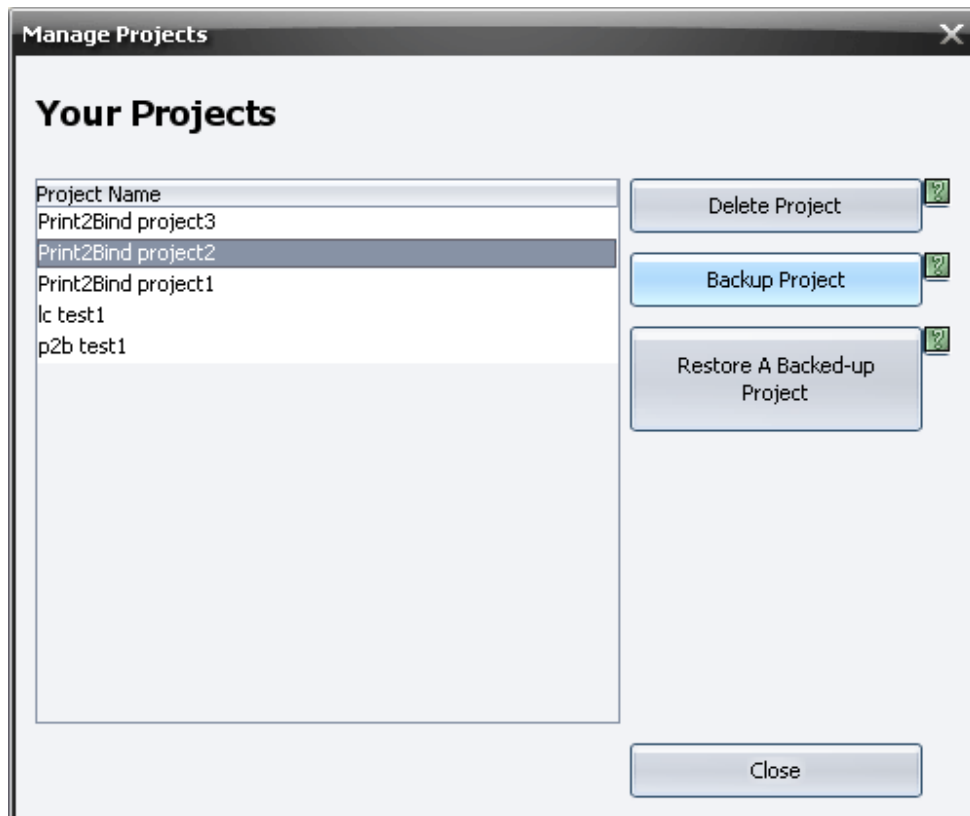 Manage Projects
Your Projects
Project Name
Print2Bind project3
Print2Bind project2
Print2Bind project1
lc test1
p2b test1
Delete Project
?
Backup Project
?
Restore A Backed-up
Project
?
Close